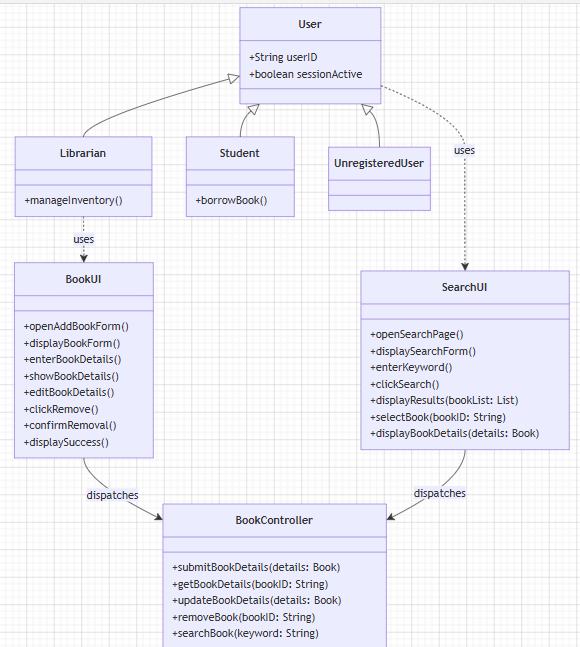 User
+String userID
+boolean sessionActive
Librarian
+manageInventory()
Student
+borrowBook()
UnregisteredUser
uses
uses
BookUI
+openAddBookForm()
+displayBookForm()
+enterBookDetails()
+showBookDetails()
+editBookDetails()
+clickRemove()
+confirmRemoval()
+displaySuccess()
SearchUI
+openSearchPage()
+displaySearchForm()
+enterKeyword()
+clickSearch()
+displayResults(bookList: List)
+selectBook(bookID: String)
+displayBookDetails(details: Book)
dispatches
dispatches
BookController
+submitBookDetails(details: Book)
+getBookDetails(bookID: String)
+updateBookDetails(details: Book)
+removeBook(bookID: String)
+searchBook(keyword: String)